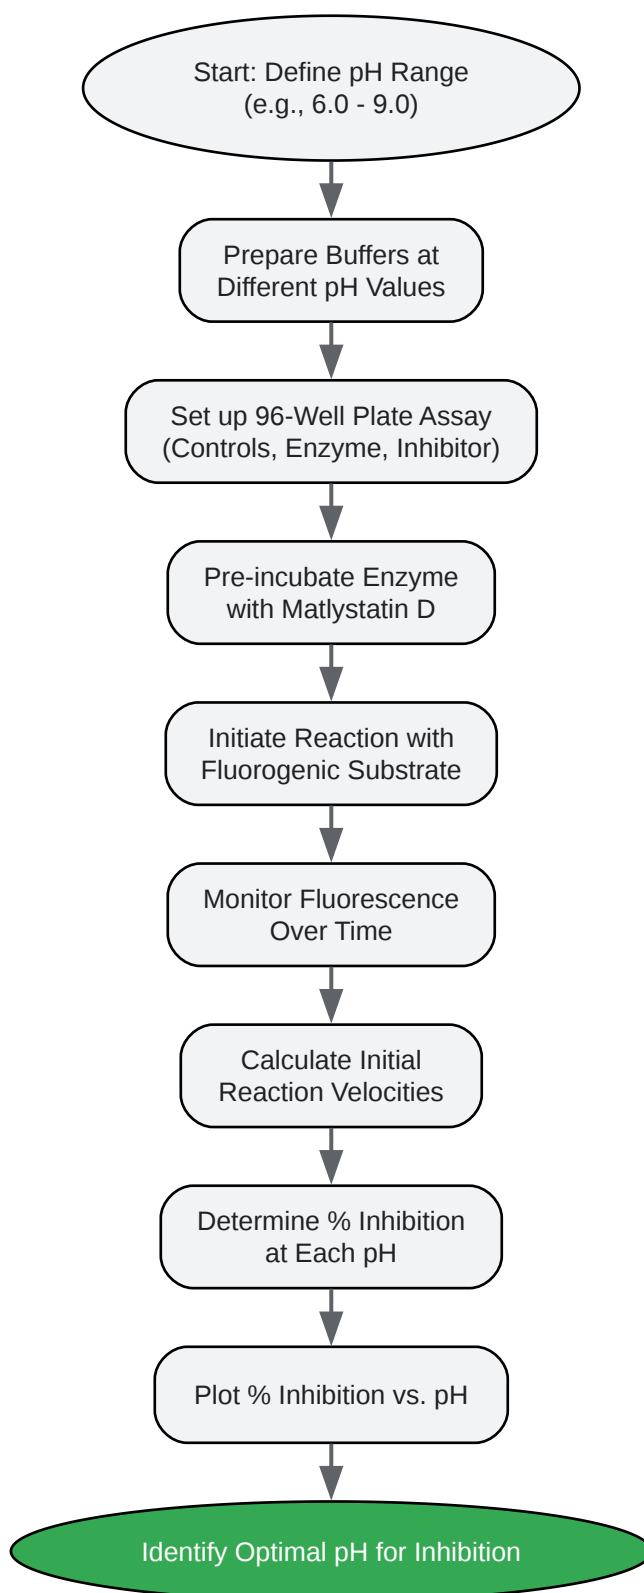 Start: Define pH Range
(e.g., 6.0 - 9.0)
Prepare Buffers at
Different pH Values
Set up 96-Well Plate Assay
(Controls, Enzyme, Inhibitor)
Pre-incubate Enzyme
with Matlystatin D
Initiate Reaction with
Fluorogenic Substrate
Monitor Fluorescence
Over Time
Calculate Initial
Reaction Velocities
Determine % Inhibition
at Each pH
Plot % Inhibition vs. pH
Identify Optimal pH for Inhibition